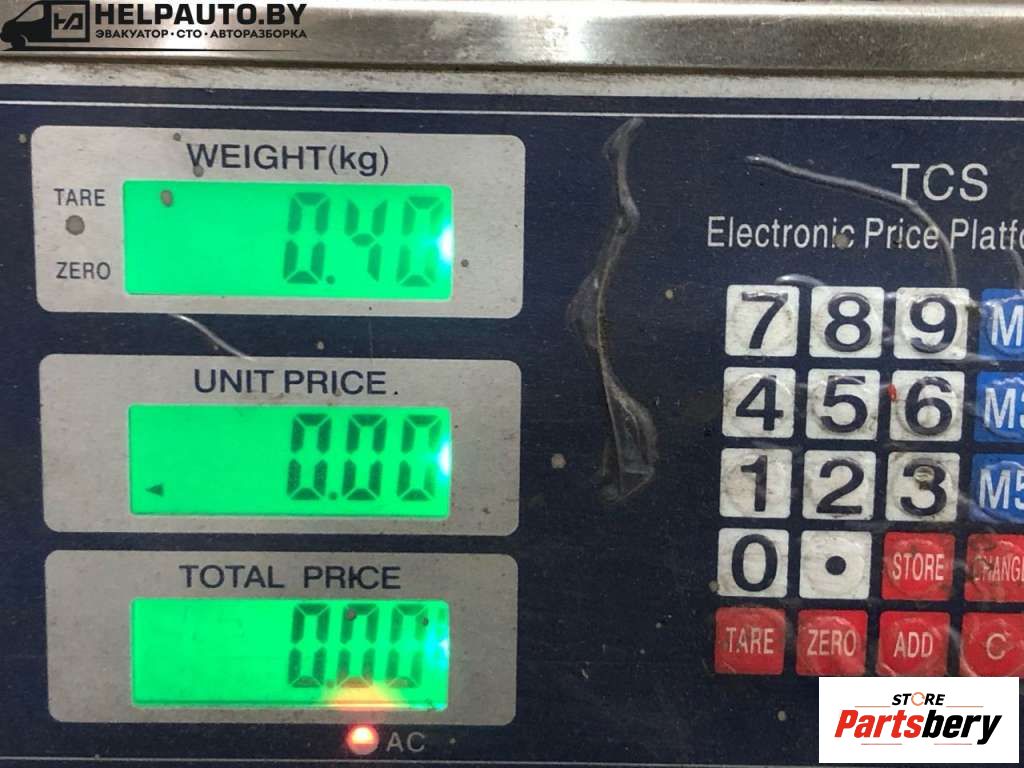 HELPAUTO.BY
ЭВАКУАТОР · СТО · АВТОРАЗБОРКА
WEIGHT(kg)
TARE
0.40
ZERO
TCS
Electronic Price
UNIT PRICE
0.00
TOTAL PRICE
0.00
AC
7 8 9
4 5 6
1 2 3
0 . STORE
TARE ZERO ADD C
STORE
Partsbery